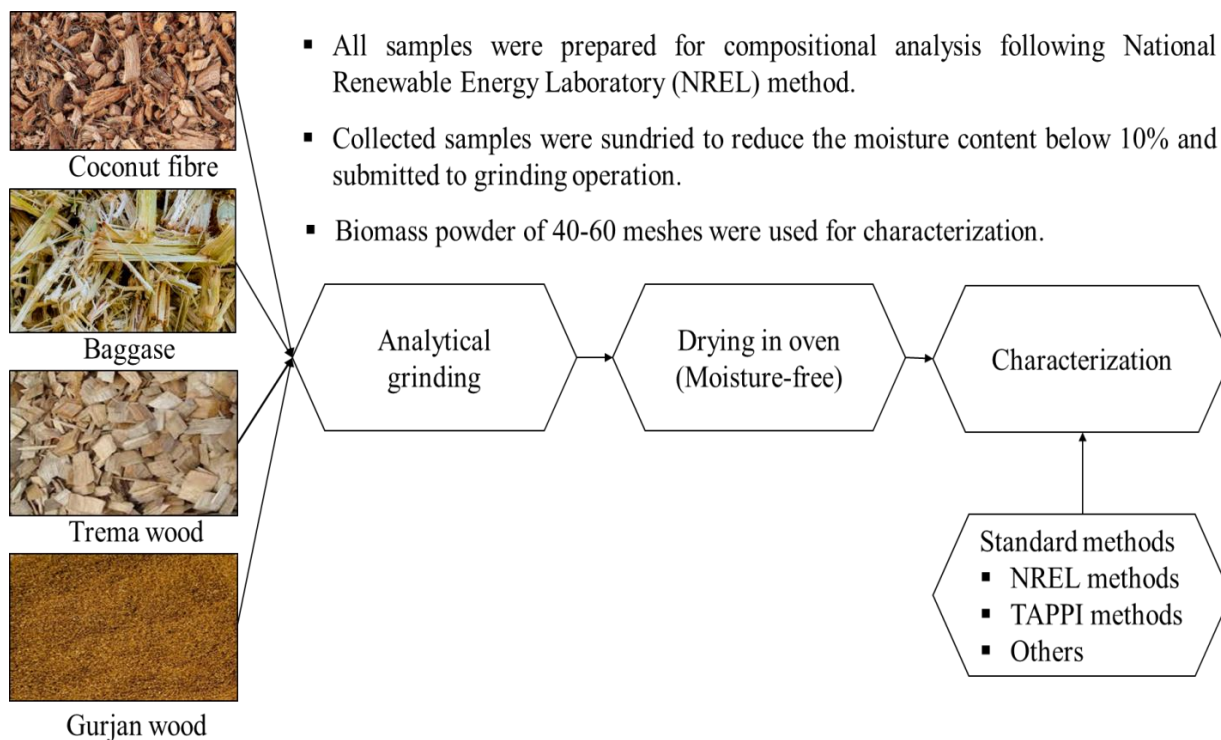 ▪ All samples were prepared for compositional analysis following National
Renewable Energy Laboratory (NREL) method.
▪ Collected samples were sundried to reduce the moisture content below 10% and
submitted to grinding operation.
▪ Biomass powder of 40-60 meshes were used for characterization.
Coconut fibre
Baggase
Trema wood
Gurjan wood
Analytical
grinding
Drying in oven
(Moisture-free)
Characterization
Standard methods
▪ NREL methods
▪ TAPPI methods
▪ Others